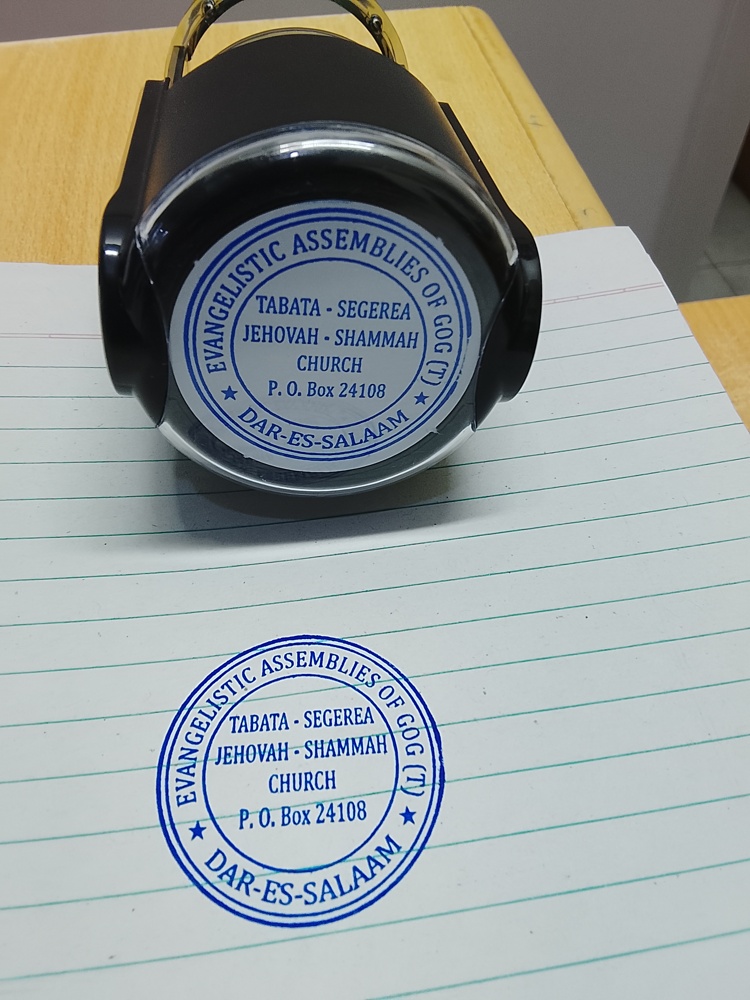 EVANGELISTIC ASSEMBLIES OF GOG (T)
TABATA - SEGEREA
JEHOVAH - SHAMMAH
CHURCH
P. O. Box 24108
★ DAR-ES-SALAAM ★
EVANGELISTIC ASSEMBLIES OF GOG (T)
TABATA - SEGEREA
JEHOVAH - SHAMMAH
CHURCH
P. O. Box 24108
★ DAR-ES-SALAAM ★